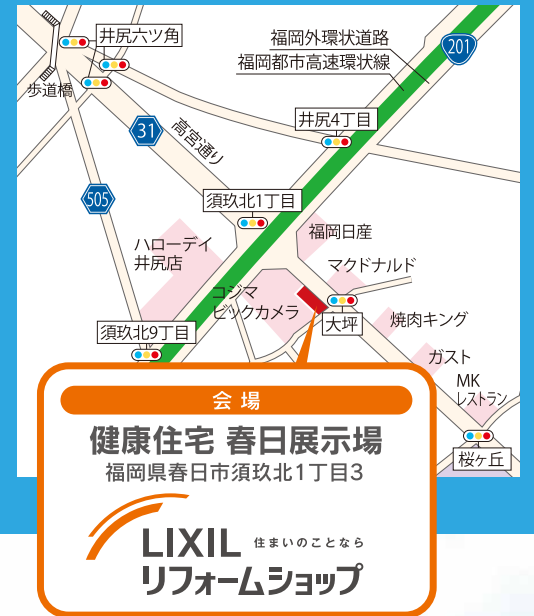 井尻六ツ角
福岡外環状道路
福岡都市高速環状線
201
歩道橋
31
高宮通り
井尻4丁目
505
須玖北1丁目
ハローデイ
井尻店
福岡日産
マクドナルド
コジマ
ビックカメラ
大坪
焼肉キング
須玖北9丁目
ガスト
MK
レストラン
桜ヶ丘
会場
健康住宅 春日展示場
福岡県春日市須玖北1丁目3
LIXIL 住まいのことなら
リフォームショップ